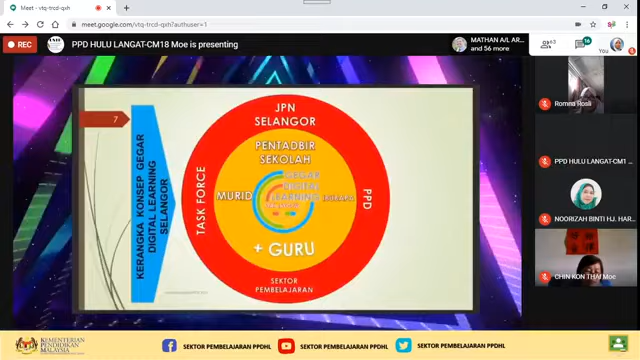 Meet - vtq-trcd-qxh
meet.google.com/vtq-trcd-qxh?authuser=1
REC
PPD HULU LANGAT-CM18 Moe is presenting
MATHAN A/L AR...
and 56 more
You
7
KERANGKA KONSEP GEGAR
DIGITAL LEARNING
SELANGOR
JPN
SELANGOR
PENTADBIR
SEKOLAH
TASK FORCE
MURID
GEGAR
DIGITAL
LEARNING
PPD
+ GURU
SEKTOR
PEMBELAJARAN
Romna Rosli
PPD HULU LANGAT-CM1
NOORIZAH BINTI HJ. HAR...
CHIN KON THAI Moe
KEMENTERIAN
PENDIDIKAN
MALAYSIA
SEKTOR PEMBELAJARAN PPDHL
SEKTOR PEMBELAJARAN PPDHL
SEKTOR PEMBELAJARAN PPDHL